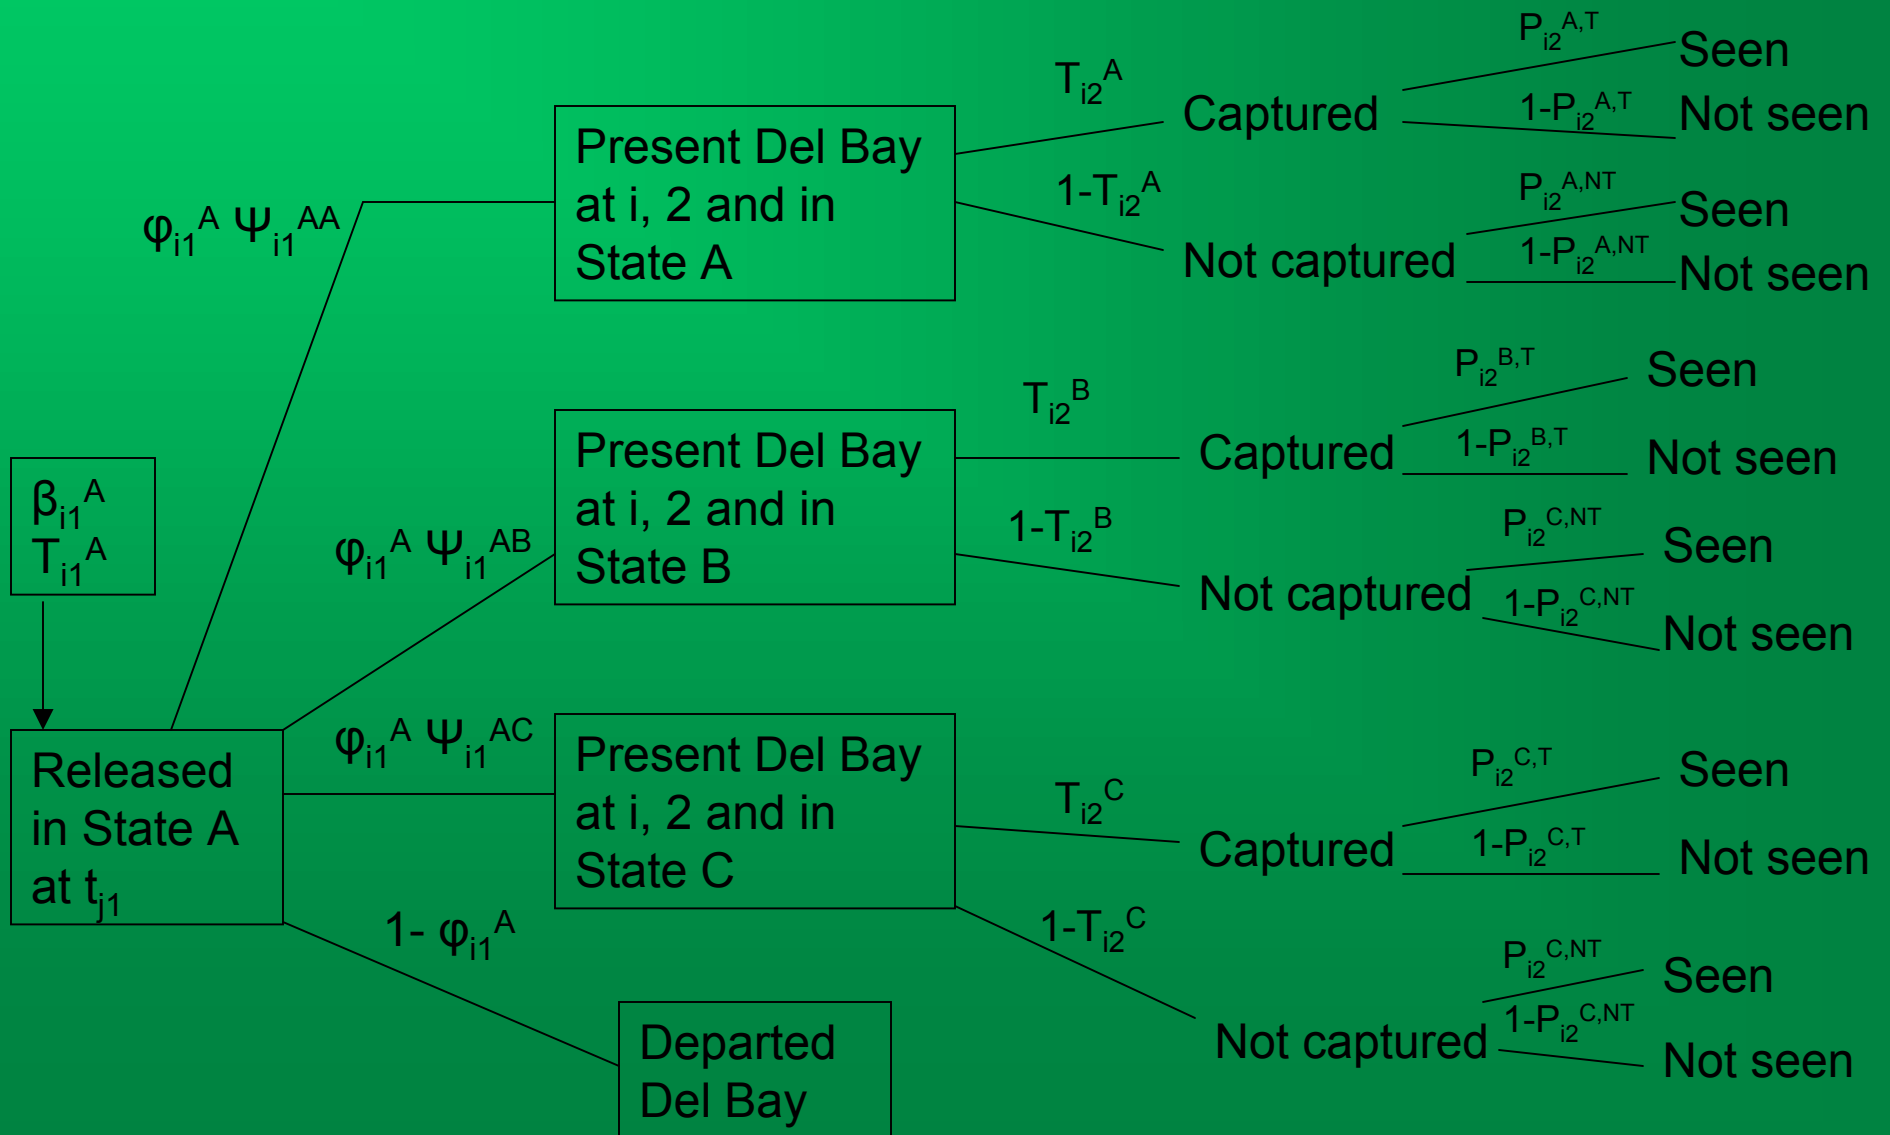 β_i1^A
T_i1^A
Released
in State A
at t_j1
φ_i1^A Ψ_i1^AA
φ_i1^A Ψ_i1^AB
φ_i1^A Ψ_i1^AC
1- φ_i1^A
Present Del Bay
at i, 2 and in
State A
T_i2^A
1-T_i2^A
Captured
P_i2^A,T
Seen
1-P_i2^A,T
Not seen
Not captured
P_i2^A,NT
Seen
1-P_i2^A,NT
Not seen
Present Del Bay
at i, 2 and in
State B
T_i2^B
1-T_i2^B
Captured
P_i2^B,T
Seen
1-P_i2^B,T
Not seen
Not captured
P_i2^C,NT
Seen
1-P_i2^C,NT
Not seen
Present Del Bay
at i, 2 and in
State C
T_i2^C
1-T_i2^C
Captured
P_i2^C,T
Seen
1-P_i2^C,T
Not seen
Not captured
P_i2^C,NT
Seen
1-P_i2^C,NT
Not seen
Departed
Del Bay